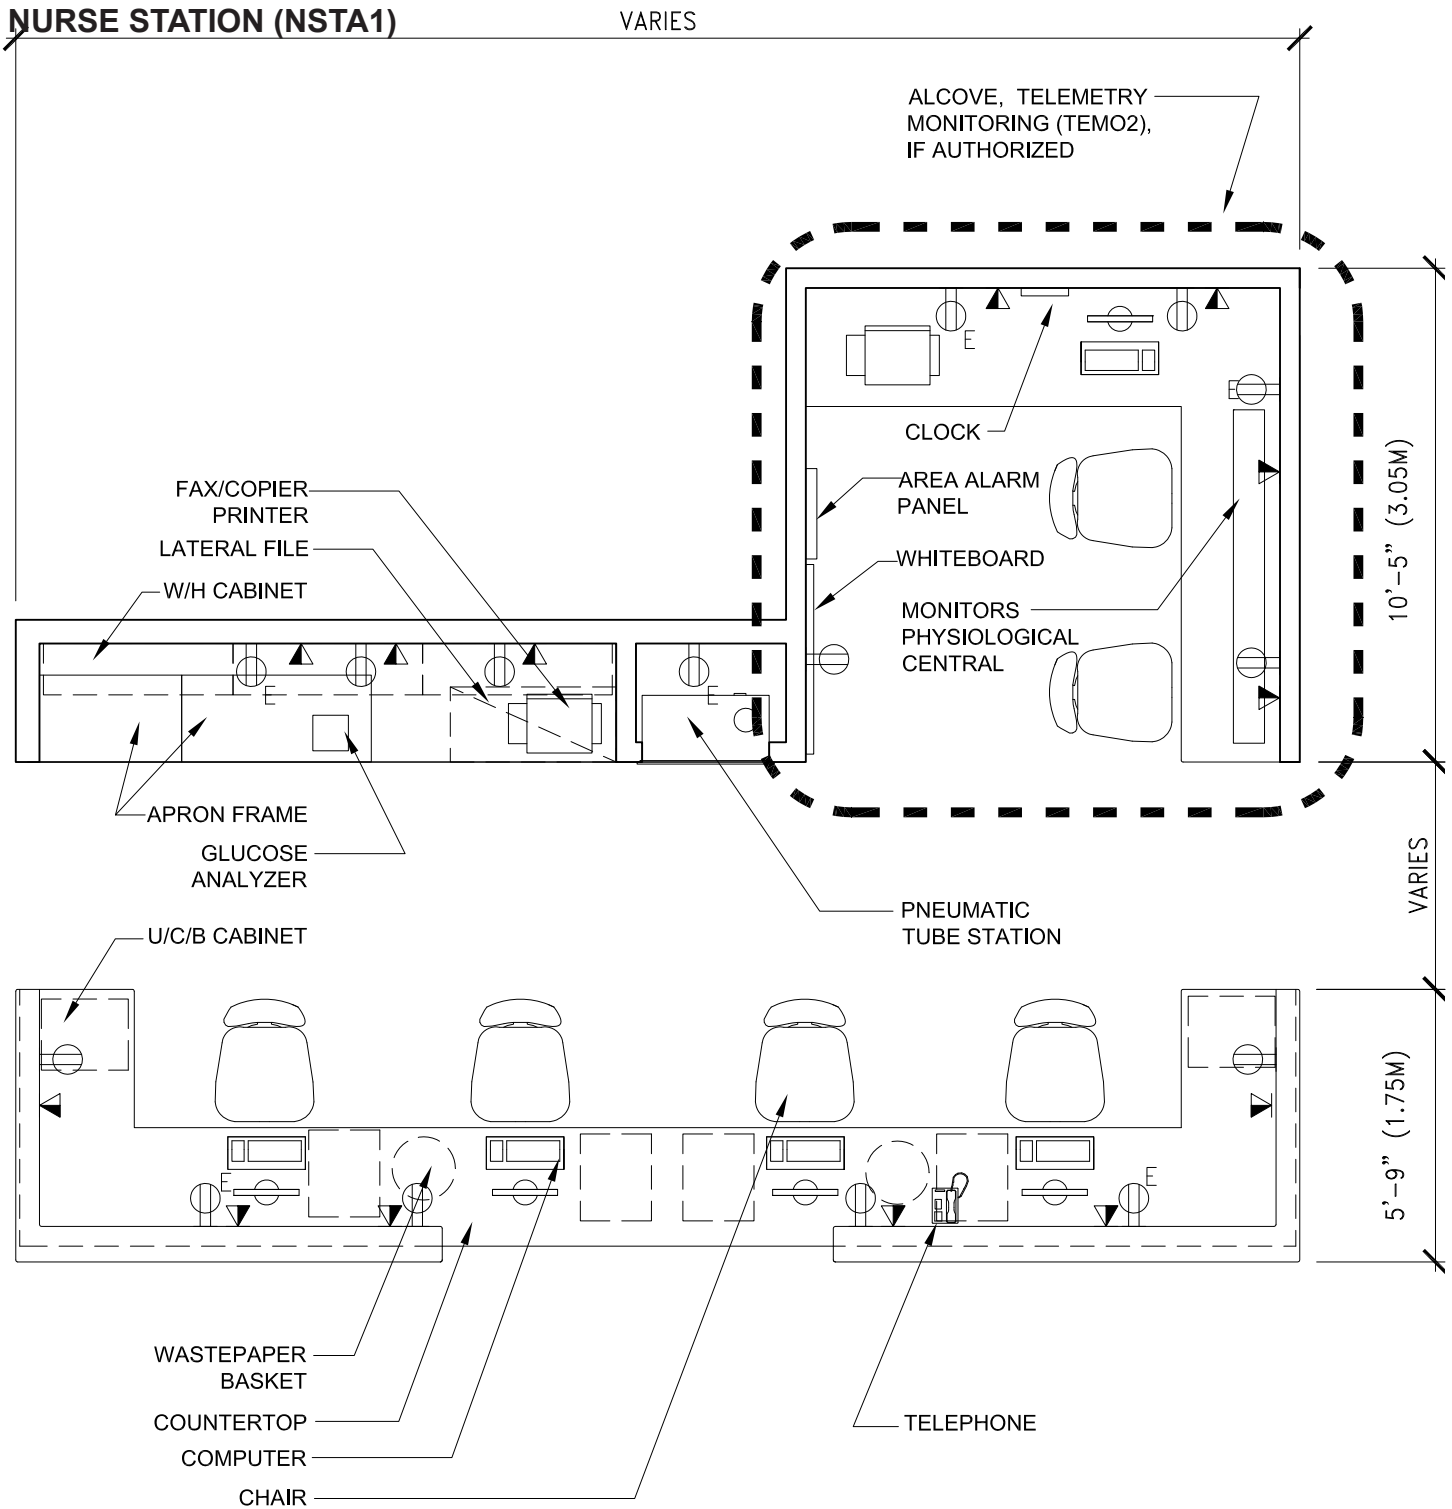 NURSE STATION (NSTA1)
VARIES
ALCOVE, TELEMETRY
MONITORING (TEMO2),
IF AUTHORIZED
E
E
CLOCK
AREA ALARM
PANEL
WHITEBOARD
MONITORS
PHYSIOLOGICAL
CENTRAL
10'-5" (3.05M)
FAX/COPIER
PRINTER
LATERAL FILE
W/H CABINET
E
E
APRON FRAME
GLUCOSE
ANALYZER
PNEUMATIC
TUBE STATION
VARIES
U/C/B CABINET
E
E
5'-9" (1.75M)
WASTEPAPER
BASKET
COUNTERTOP
COMPUTER
CHAIR
TELEPHONE